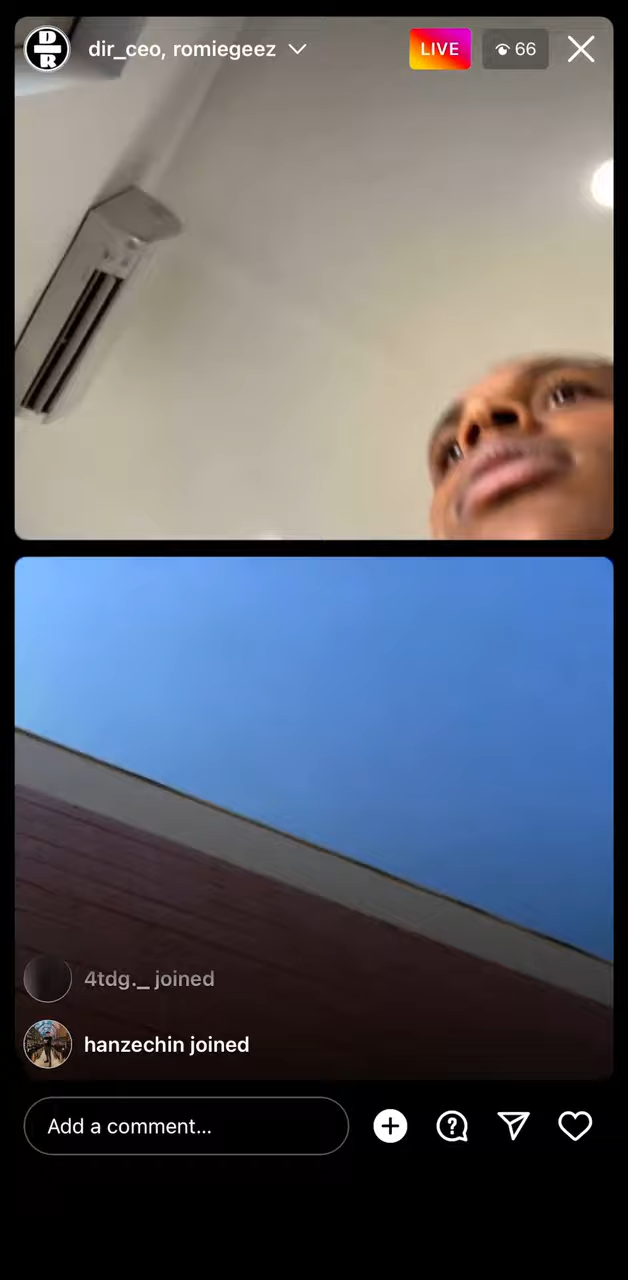 D
R
dir_ceo, romiegeez
LIVE
66
4tdg._ joined
hanzechin joined
Add a comment...